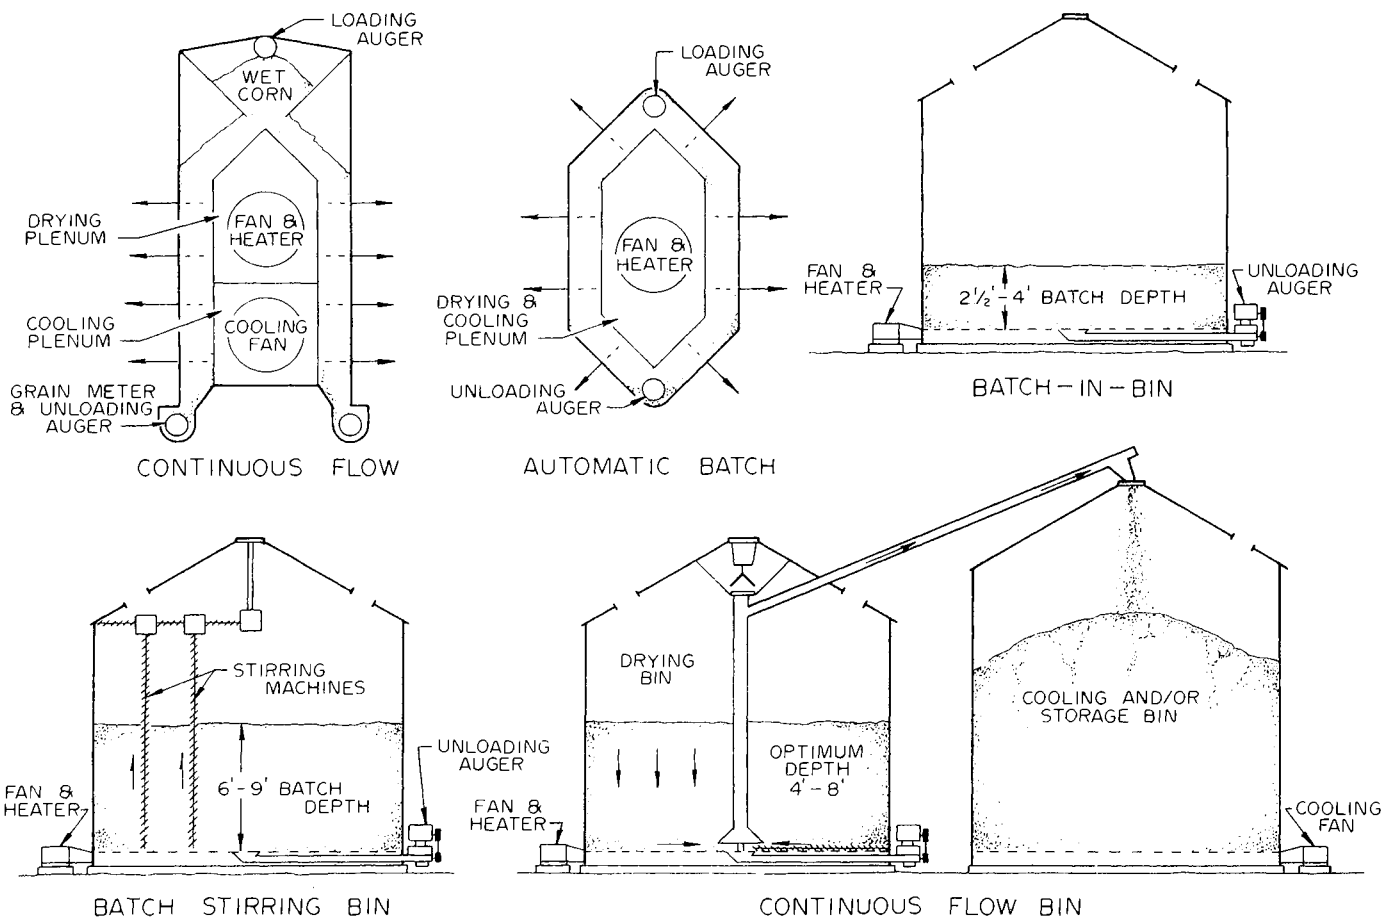 LOADING
AUGER
WET
CORN
DRYING
PLENUM
FAN &
HEATER
COOLING
PLENUM
COOLING
FAN
GRAIN METER
& UNLOADING
AUGER
CONTINUOUS FLOW
LOADING
AUGER
FAN &
HEATER
DRYING &
COOLING
PLENUM
UNLOADING
AUGER
AUTOMATIC BATCH
FAN &
HEATER
2½'-4' BATCH DEPTH
UNLOADING
AUGER
BATCH-IN-BIN
STIRRING
MACHINES
6'-9' BATCH
DEPTH
UNLOADING
AUGER
FAN &
HEATER
BATCH STIRRING BIN
DRYING
BIN
OPTIMUM
DEPTH
4'-8'
FAN &
HEATER
COOLING AND/OR
STORAGE BIN
COOLING
FAN
CONTINUOUS FLOW BIN